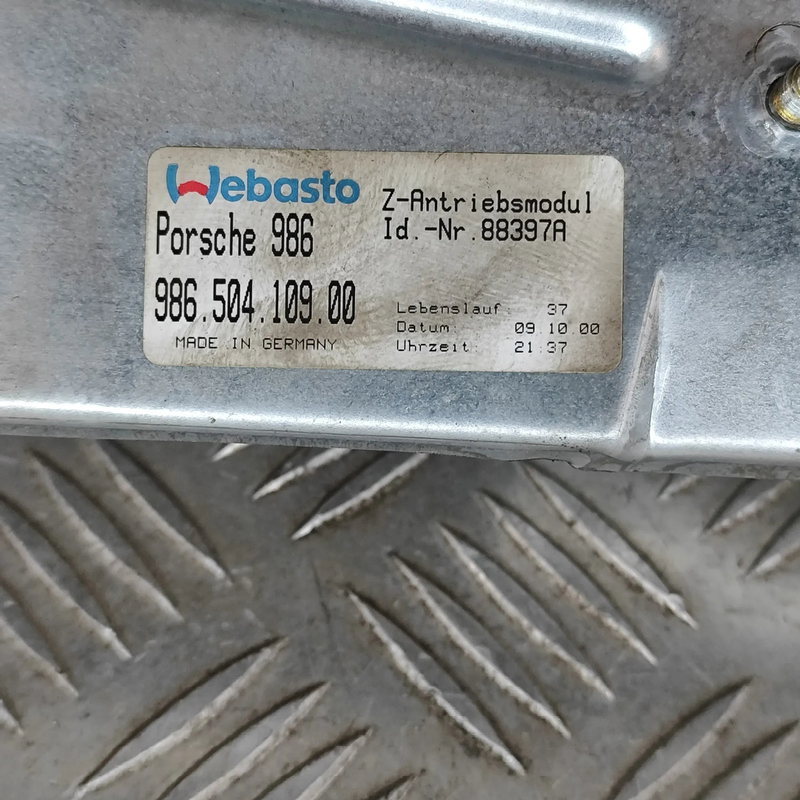 Webasto
Z-Antriebsmodul
Porsche 986
Id.-Nr.88397A
986.504.109.00
Lebenslauf: 37
MADE IN GERMANY
Datum: 09.10.00
Uhrzeit: 21:37